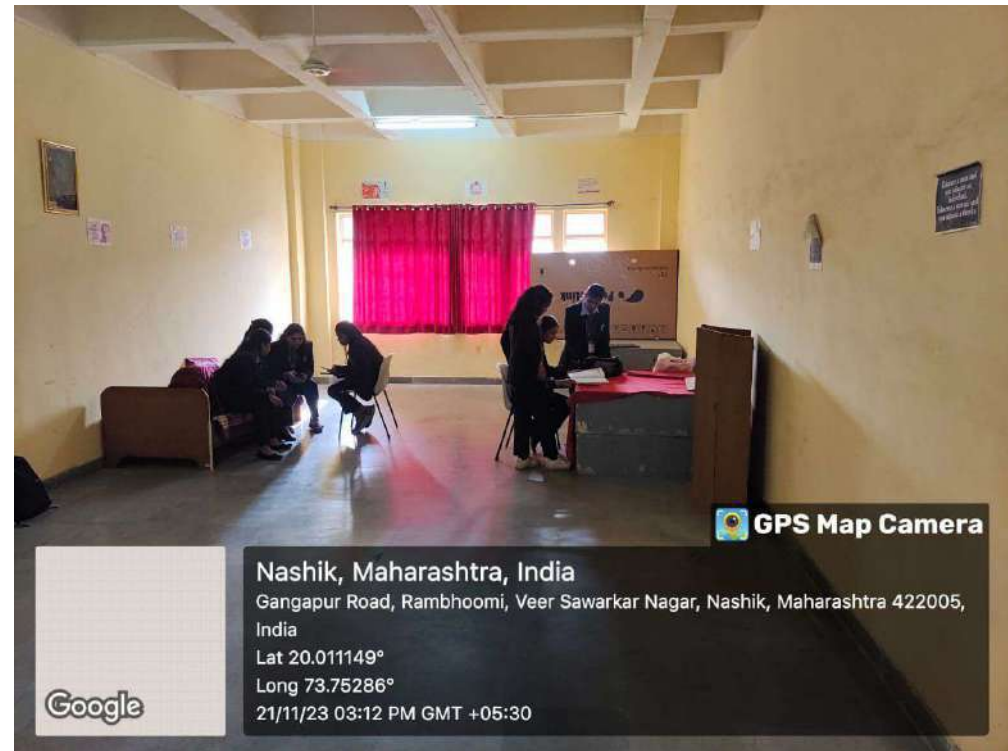 GPS Map Camera
Nashik, Maharashtra, India
Gangapur Road, Rambhoomi, Veer Sawarkar Nagar, Nashik, Maharashtra 422005,
India
Lat 20.011149°
Long 73.75286°
21/11/23 03:12 PM GMT +05:30
Google